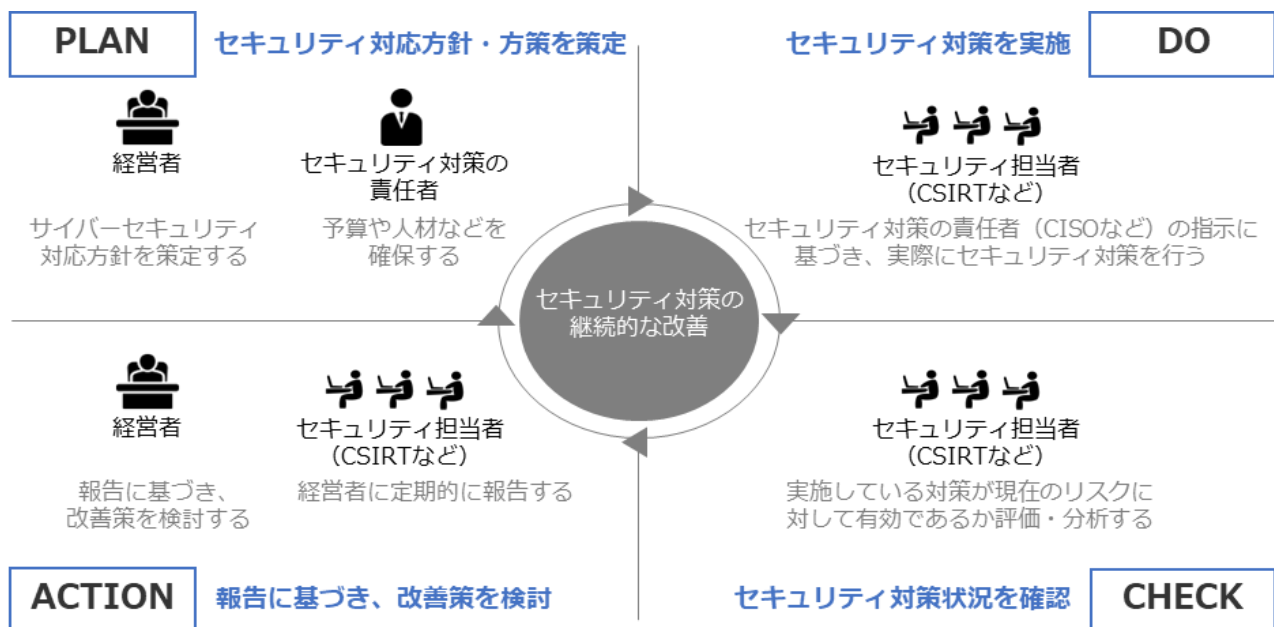 PLAN
セキュリティ対応方針・方策を策定
経営者
サイバーセキュリティ
対応方針を策定する
セキュリティ対策の
責任者
予算や人材などを
確保する
セキュリティ対策を実施
DO
セキュリティ担当者
（CSIRTなど）
セキュリティ対策の責任者（CISOなど）の指示に
基づき、実際にセキュリティ対策を行う
セキュリティ対策の
継続的な改善
経営者
報告に基づき、
改善策を検討する
セキュリティ担当者
（CSIRTなど）
経営者に定期的に報告する
ACTION
報告に基づき、改善策を検討
セキュリティ担当者
（CSIRTなど）
実施している対策が現在のリスクに
対して有効であるか評価・分析する
セキュリティ対策状況を確認
CHECK